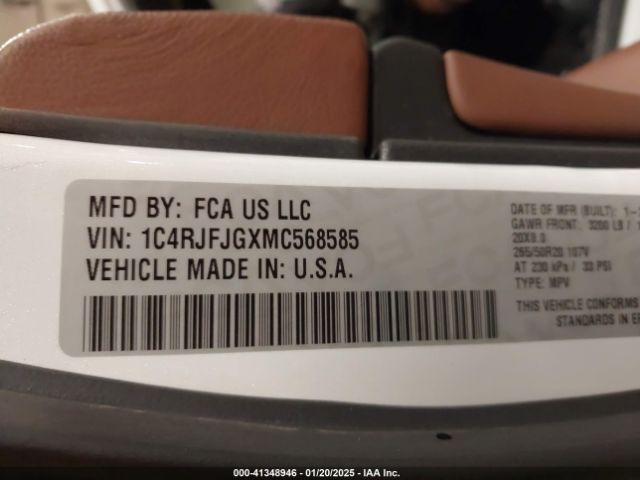 MFD BY: FCA US LLC
VIN: 1C4RJFJGXMC568585
VEHICLE MADE IN: U.S.A.
DATE OF MFR (BUILT): 1-
GAWR FRONT: 3200 LB /
20X8.0
265/50R20 107V
AT 230 kPa / 33 PSI
TYPE: MPV
THIS VEHICLE CONFORMS
STANDARDS IN
000-41348946 - 01/20/2025 - IAA Inc.